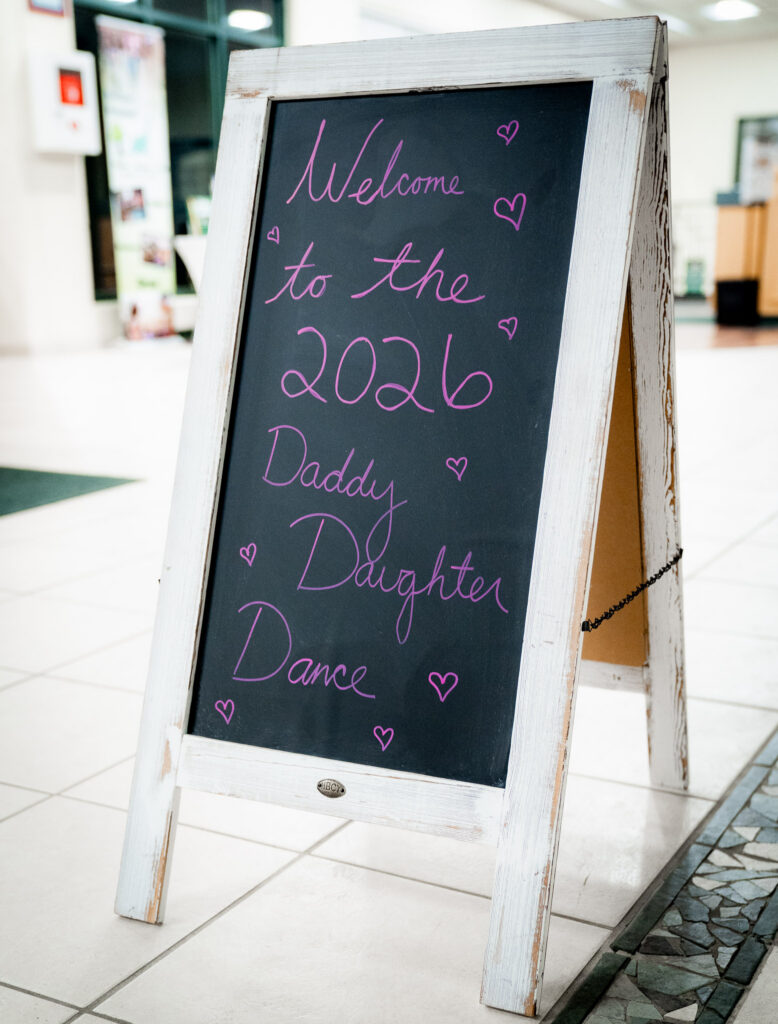 Welcome
to the
2026
Daddy
Daughter
Dance